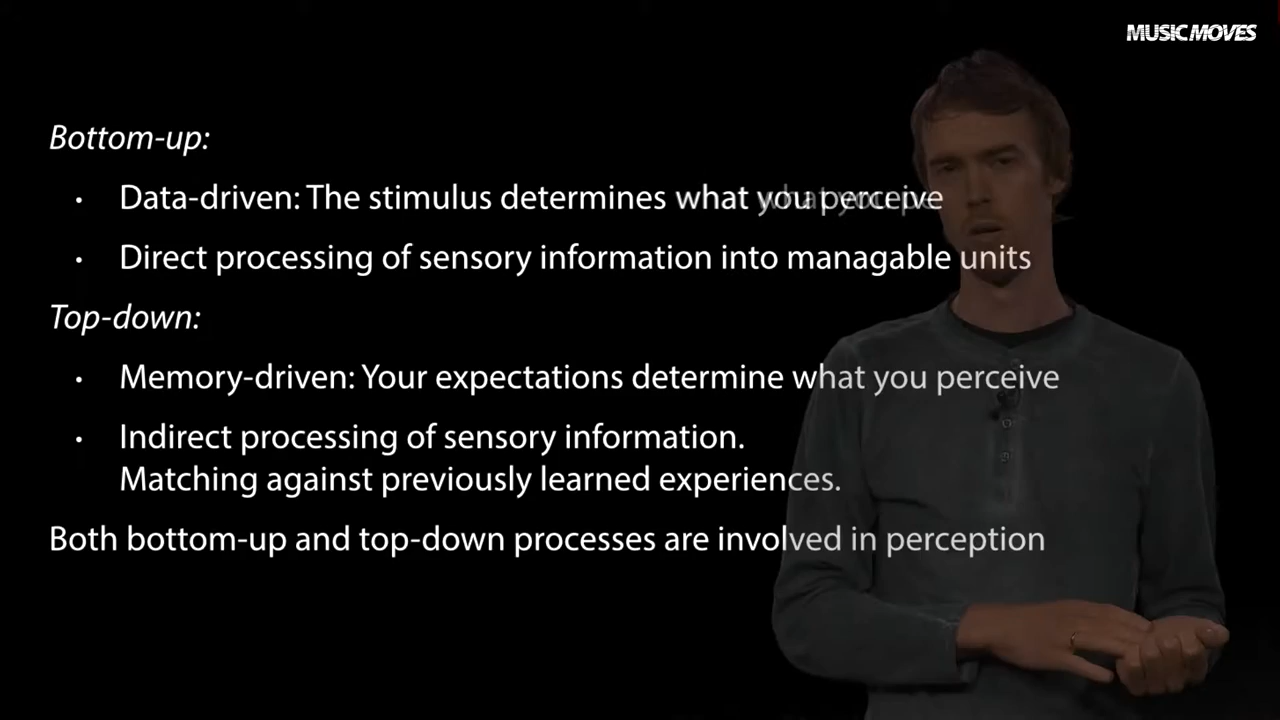 MUSIC MOVES
Bottom-up:
• Data-driven: The stimulus determines what you perceive
• Direct processing of sensory information into managable units
Top-down:
• Memory-driven: Your expectations determine what you perceive
• Indirect processing of sensory information.
Matching against previously learned experiences.
Both bottom-up and top-down processes are involved in perception